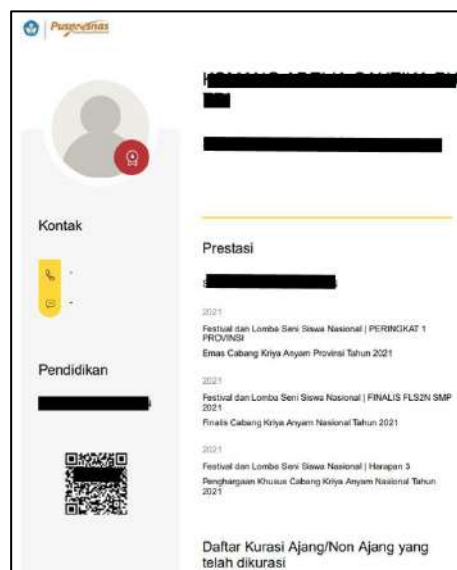 Puspresnas
Kontak
-
-
Pendidikan
Prestasi
2021
Festival dan Lomba Seni Siswa Nasional | PERINGKAT 1
PROVINSI
Emas Cabang Kriya Anyam Provinsi Tahun 2021
2021
Festival dan Lomba Seni Siswa Nasional | FINALIS FLS2N SMP
2021
Finalis Cabang Kriya Anyam Nasional Tahun 2021
2021
Festival dan Lomba Seni Siswa Nasional | Harapan 3
Penghargaan Khusus Cabang Kriya Anyam Nasional Tahun
2021
Daftar Kurasi Ajang/Non Ajang yang
telah dikurasi